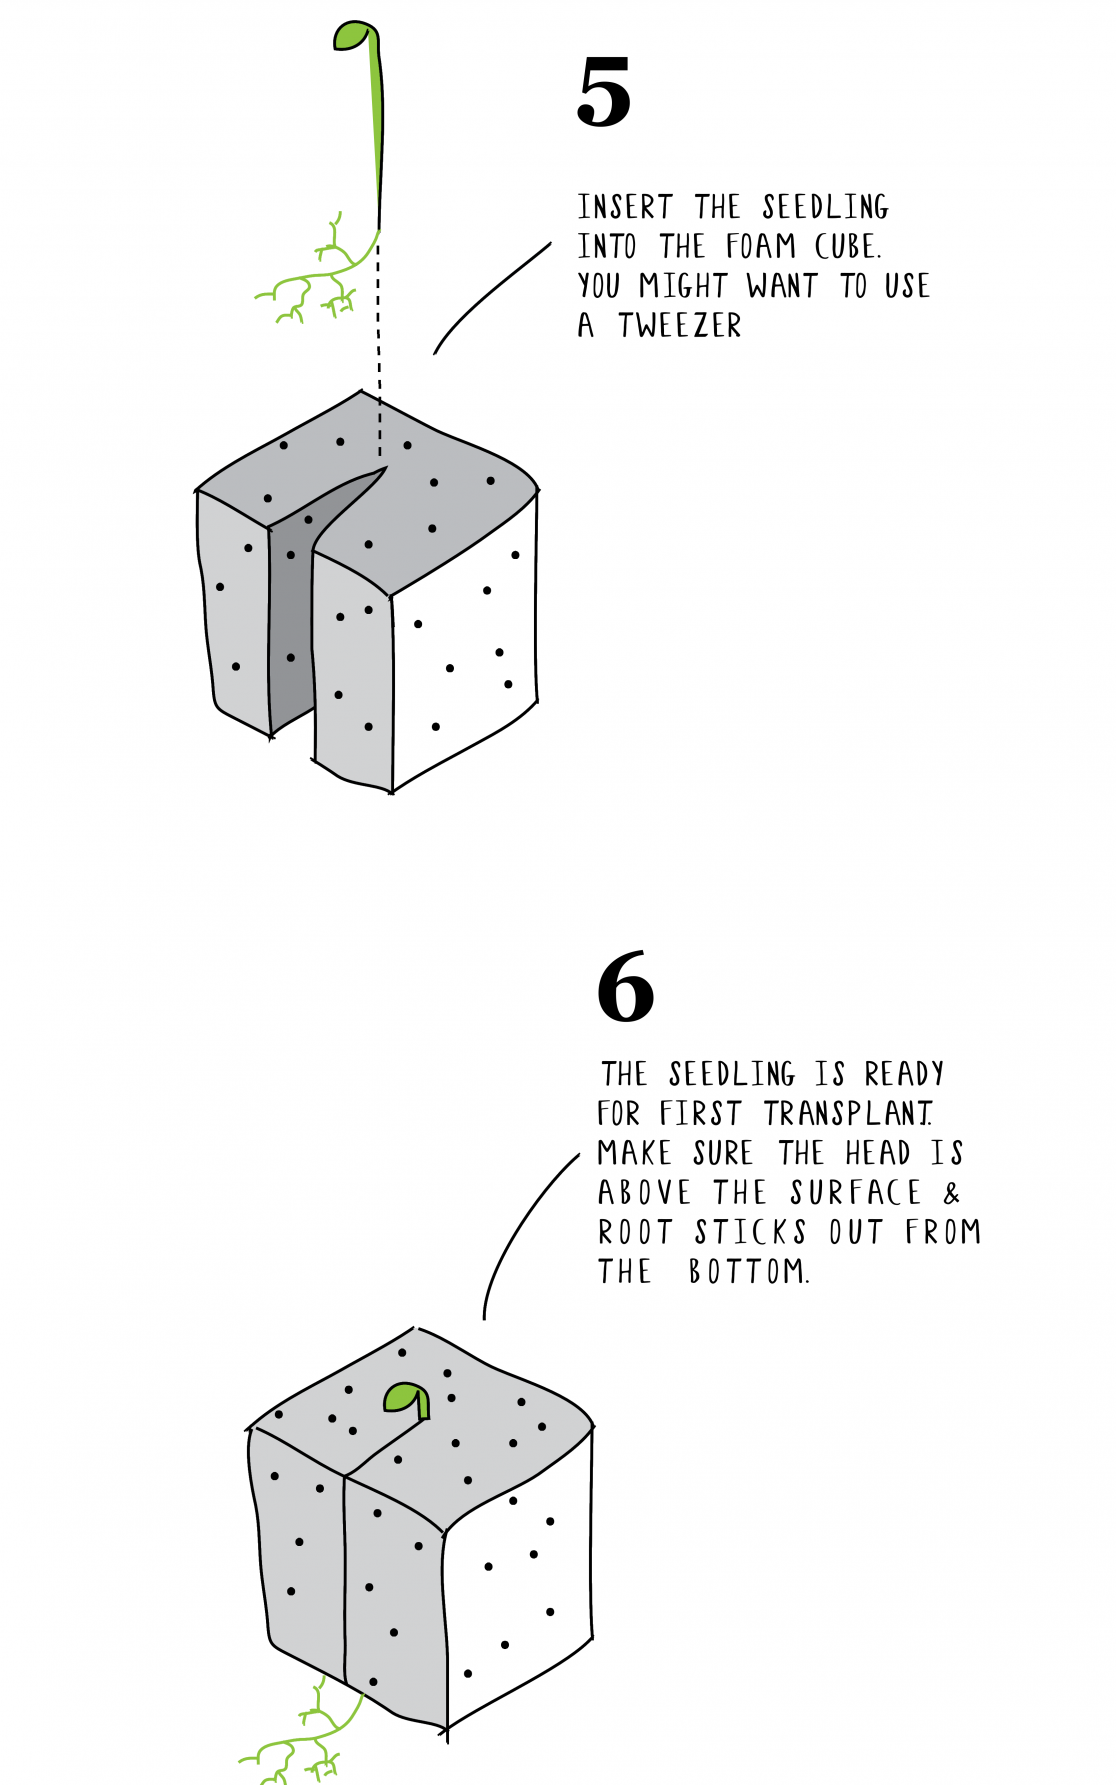 5
INSERT THE SEEDLING
INTO THE FOAM CUBE.
YOU MIGHT WANT TO USE
A TWEEZER
6
THE SEEDLING IS READY
FOR FIRST TRANSPLANT.
MAKE SURE THE HEAD IS
ABOVE THE SURFACE &
ROOT STICKS OUT FROM
THE BOTTOM.